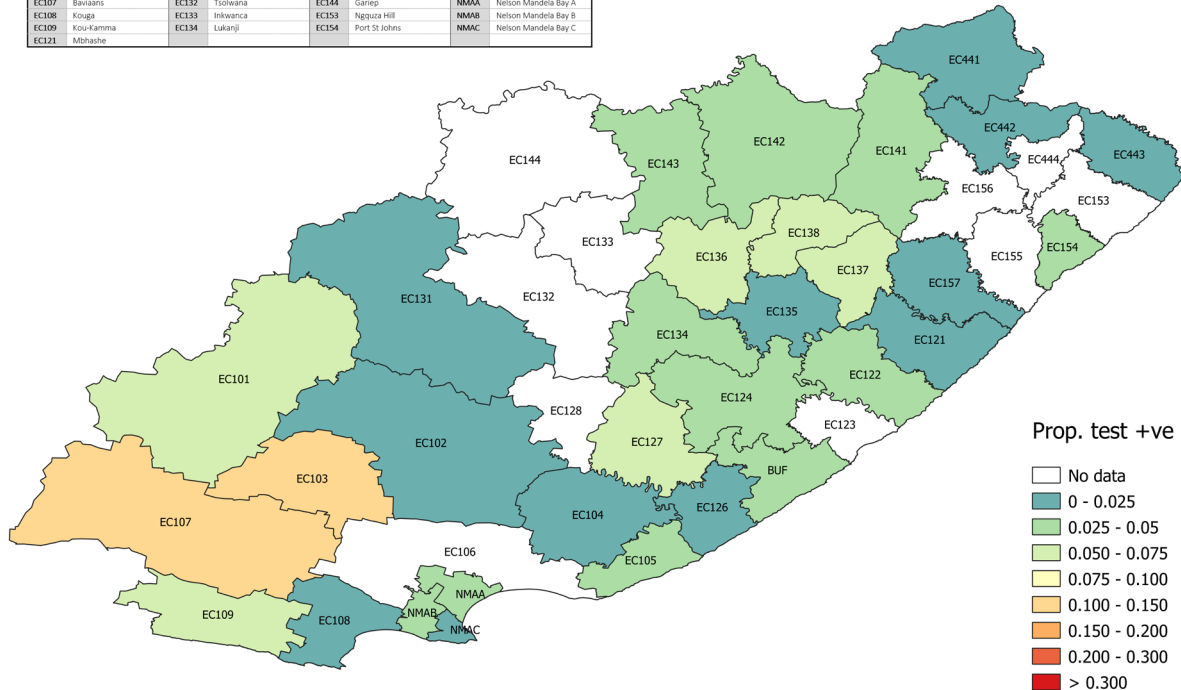 EC107 Baviaans EC132 Tsolwana EC144 Gariep NMAA Nelson Mandela Bay A
EC108 Kouga EC133 Inkwanca EC153 Ngquza Hill NMAB Nelson Mandela Bay B
EC109 Kou-Kamma EC134 Lukanji EC154 Port St Johns NMAC Nelson Mandela Bay C
EC121 Mbhashe
EC441
EC442
EC443
EC444
EC144
EC143
EC142
EC141
EC156
EC153
EC133
EC138
EC136
EC137
EC154
EC155
EC157
EC131
EC132
EC135
EC134
EC121
EC101
EC122
EC124
EC128
EC123
EC102
EC127
BUF
EC103
EC107
EC104
EC126
EC106
EC105
NMAA
NMAB
NMAC
EC109
EC108
Prop. test +ve
No data
0 - 0.025
0.025 - 0.05
0.050 - 0.075
0.075 - 0.100
0.100 - 0.150
0.150 - 0.200
0.200 - 0.300
> 0.300